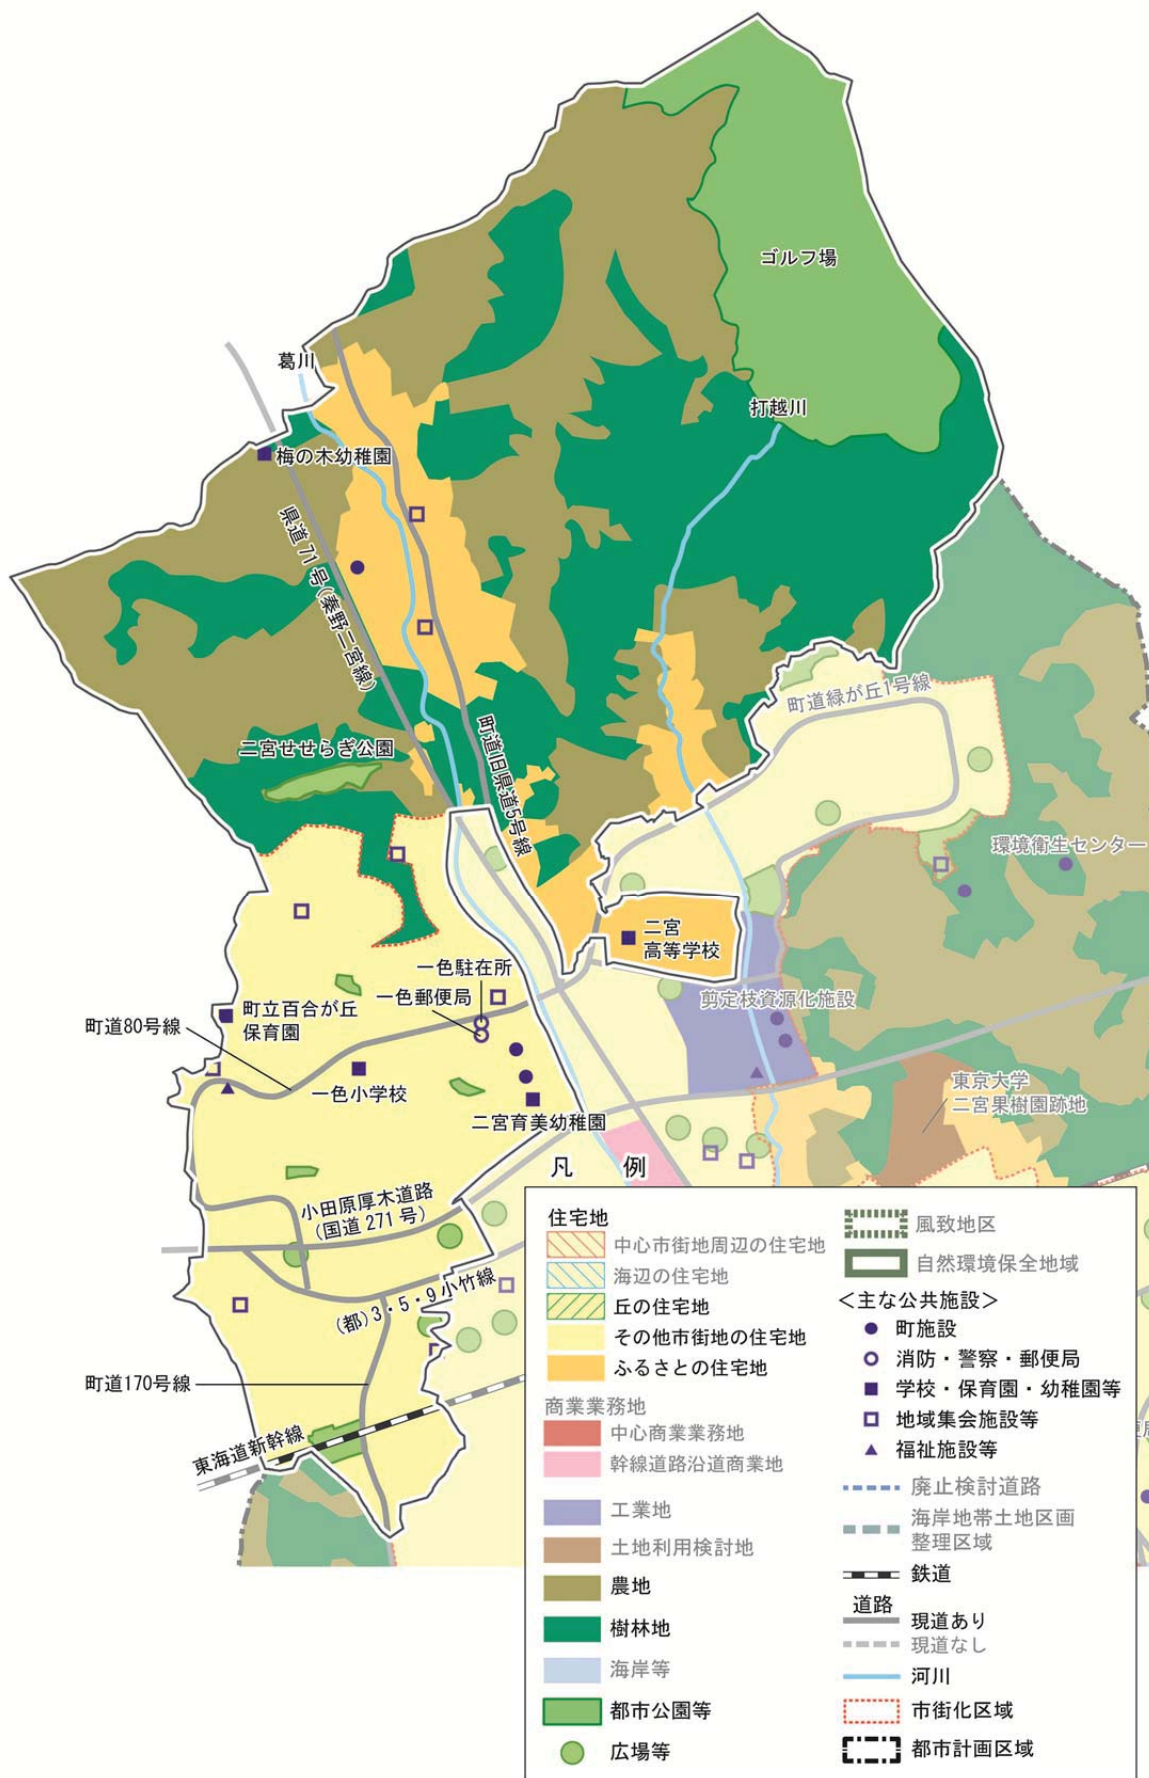 ゴルフ場
葛川
打越川
梅の木幼稚園
県道71号(秦野二宮線)
町道緑が丘1号線
二宮せせらぎ公園
町道旧県道5号線
環境衛生センター
二宮
高等学校
一色駐在所
一色郵便局
剪定枝資源化施設
町立百合が丘
保育園
町道80号線
一色小学校
東京大学
二宮果樹園跡地
二宮育美幼稚園
小田原厚木道路
(国道271号)
(都)3・5・9小竹線
町道170号線
東海道新幹線
凡 例
住宅地
中心市街地周辺の住宅地
海辺の住宅地
丘の住宅地
その他市街地の住宅地
ふるさとの住宅地
商業業務地
中心商業業務地
幹線道路沿道商業地
工業地
土地利用検討地
農地
樹林地
海岸等
都市公園等
広場等
風致地区
自然環境保全地域
<主な公共施設>
町施設
消防・警察・郵便局
学校・保育園・幼稚園等
地域集会施設等
福祉施設等
廃止検討道路
海岸地帯土地区画
整理区域
鉄道
道路
現道あり
現道なし
河川
市街化区域
都市計画区域